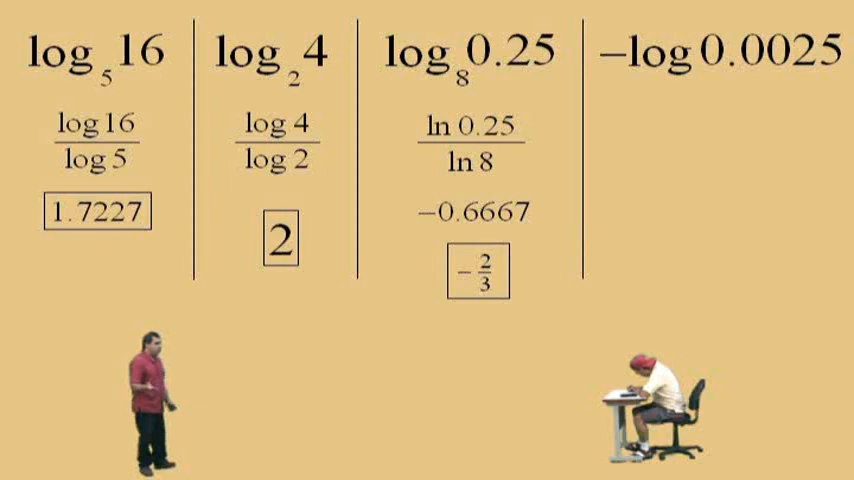 log₅16
log 16
log 5
1.7227
log₂4
log 4
log 2
2
log₈0.25
ln 0.25
ln 8
−0.6667
−2/3
−log 0.0025